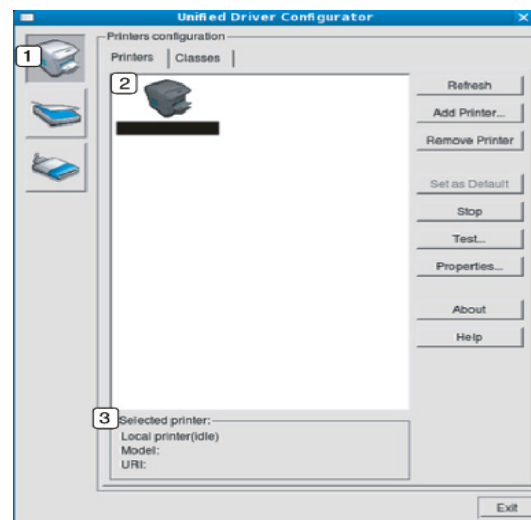 Unified Driver Configurator
1
Printers configuration
Printers Classes
2
Refresh
Add Printer...
Remove Printer
Set as Default
Stop
Test...
Properties...
About
Help
3
Selected printer:
Local printer(idle)
Model:
URI:
Exit